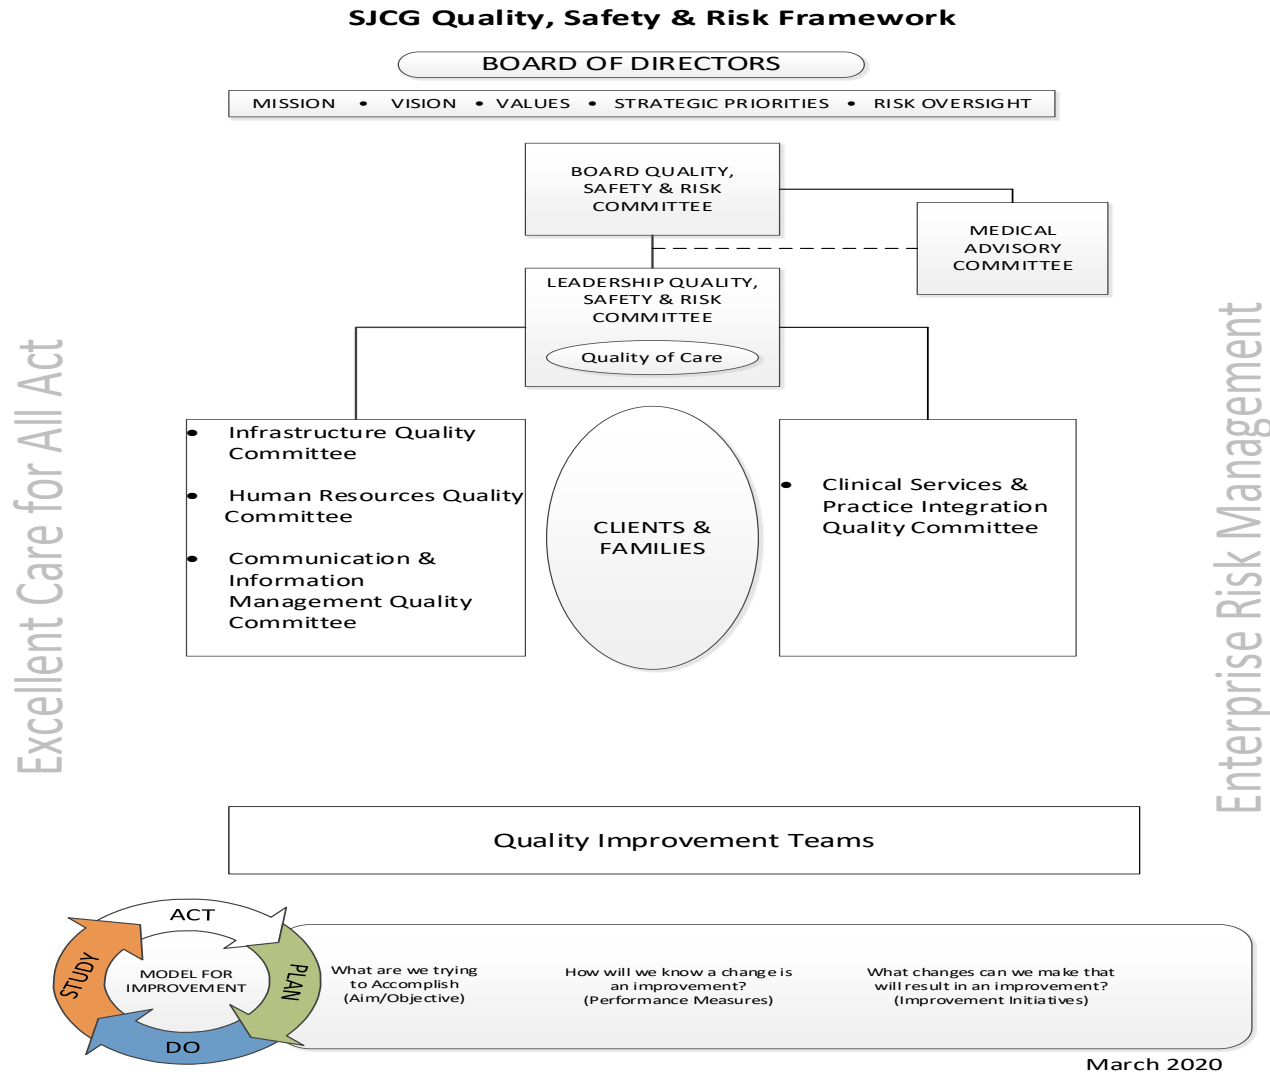 SJCG Quality, Safety & Risk Framework
BOARD OF DIRECTORS
MISSION • VISION • VALUES • STRATEGIC PRIORITIES • RISK OVERSIGHT
BOARD QUALITY,
SAFETY & RISK
COMMITTEE
MEDICAL
ADVISORY
COMMITTEE
LEADERSHIP QUALITY,
SAFETY & RISK
COMMITTEE
Quality of Care
Excellent Care for All Act
• Infrastructure Quality
Committee
• Human Resources Quality
Committee
• Communication &
Information
Management Quality
Committee
CLIENTS &
FAMILIES
• Clinical Services &
Practice Integration
Quality Committee
Enterprise Risk Management
Quality Improvement Teams
ACT
PLAN
DO
STUDY
MODEL FOR
IMPROVEMENT
What are we trying
to Accomplish
(Aim/Objective)
How will we know a change is
an improvement?
(Performance Measures)
What changes can we make that
will result in an improvement?
(Improvement Initiatives)
March 2020